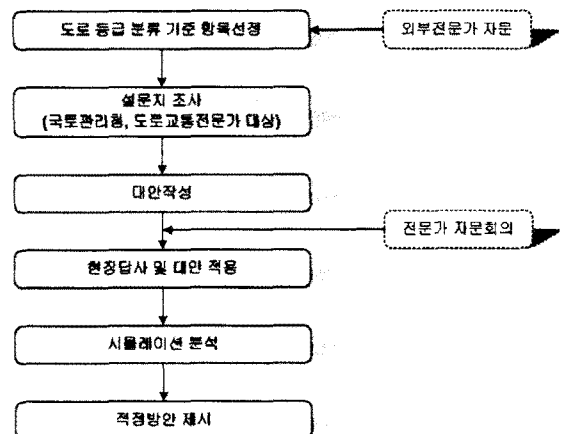 도로 등급 분류 기준 항목선정
외부전문가 자문
설문지 조사
(국토관리청, 도로교통전문가 대상)
대안작성
전문가 자문회의
현장답사 및 대안 적용
시뮬레이션 분석
적정방안 제시